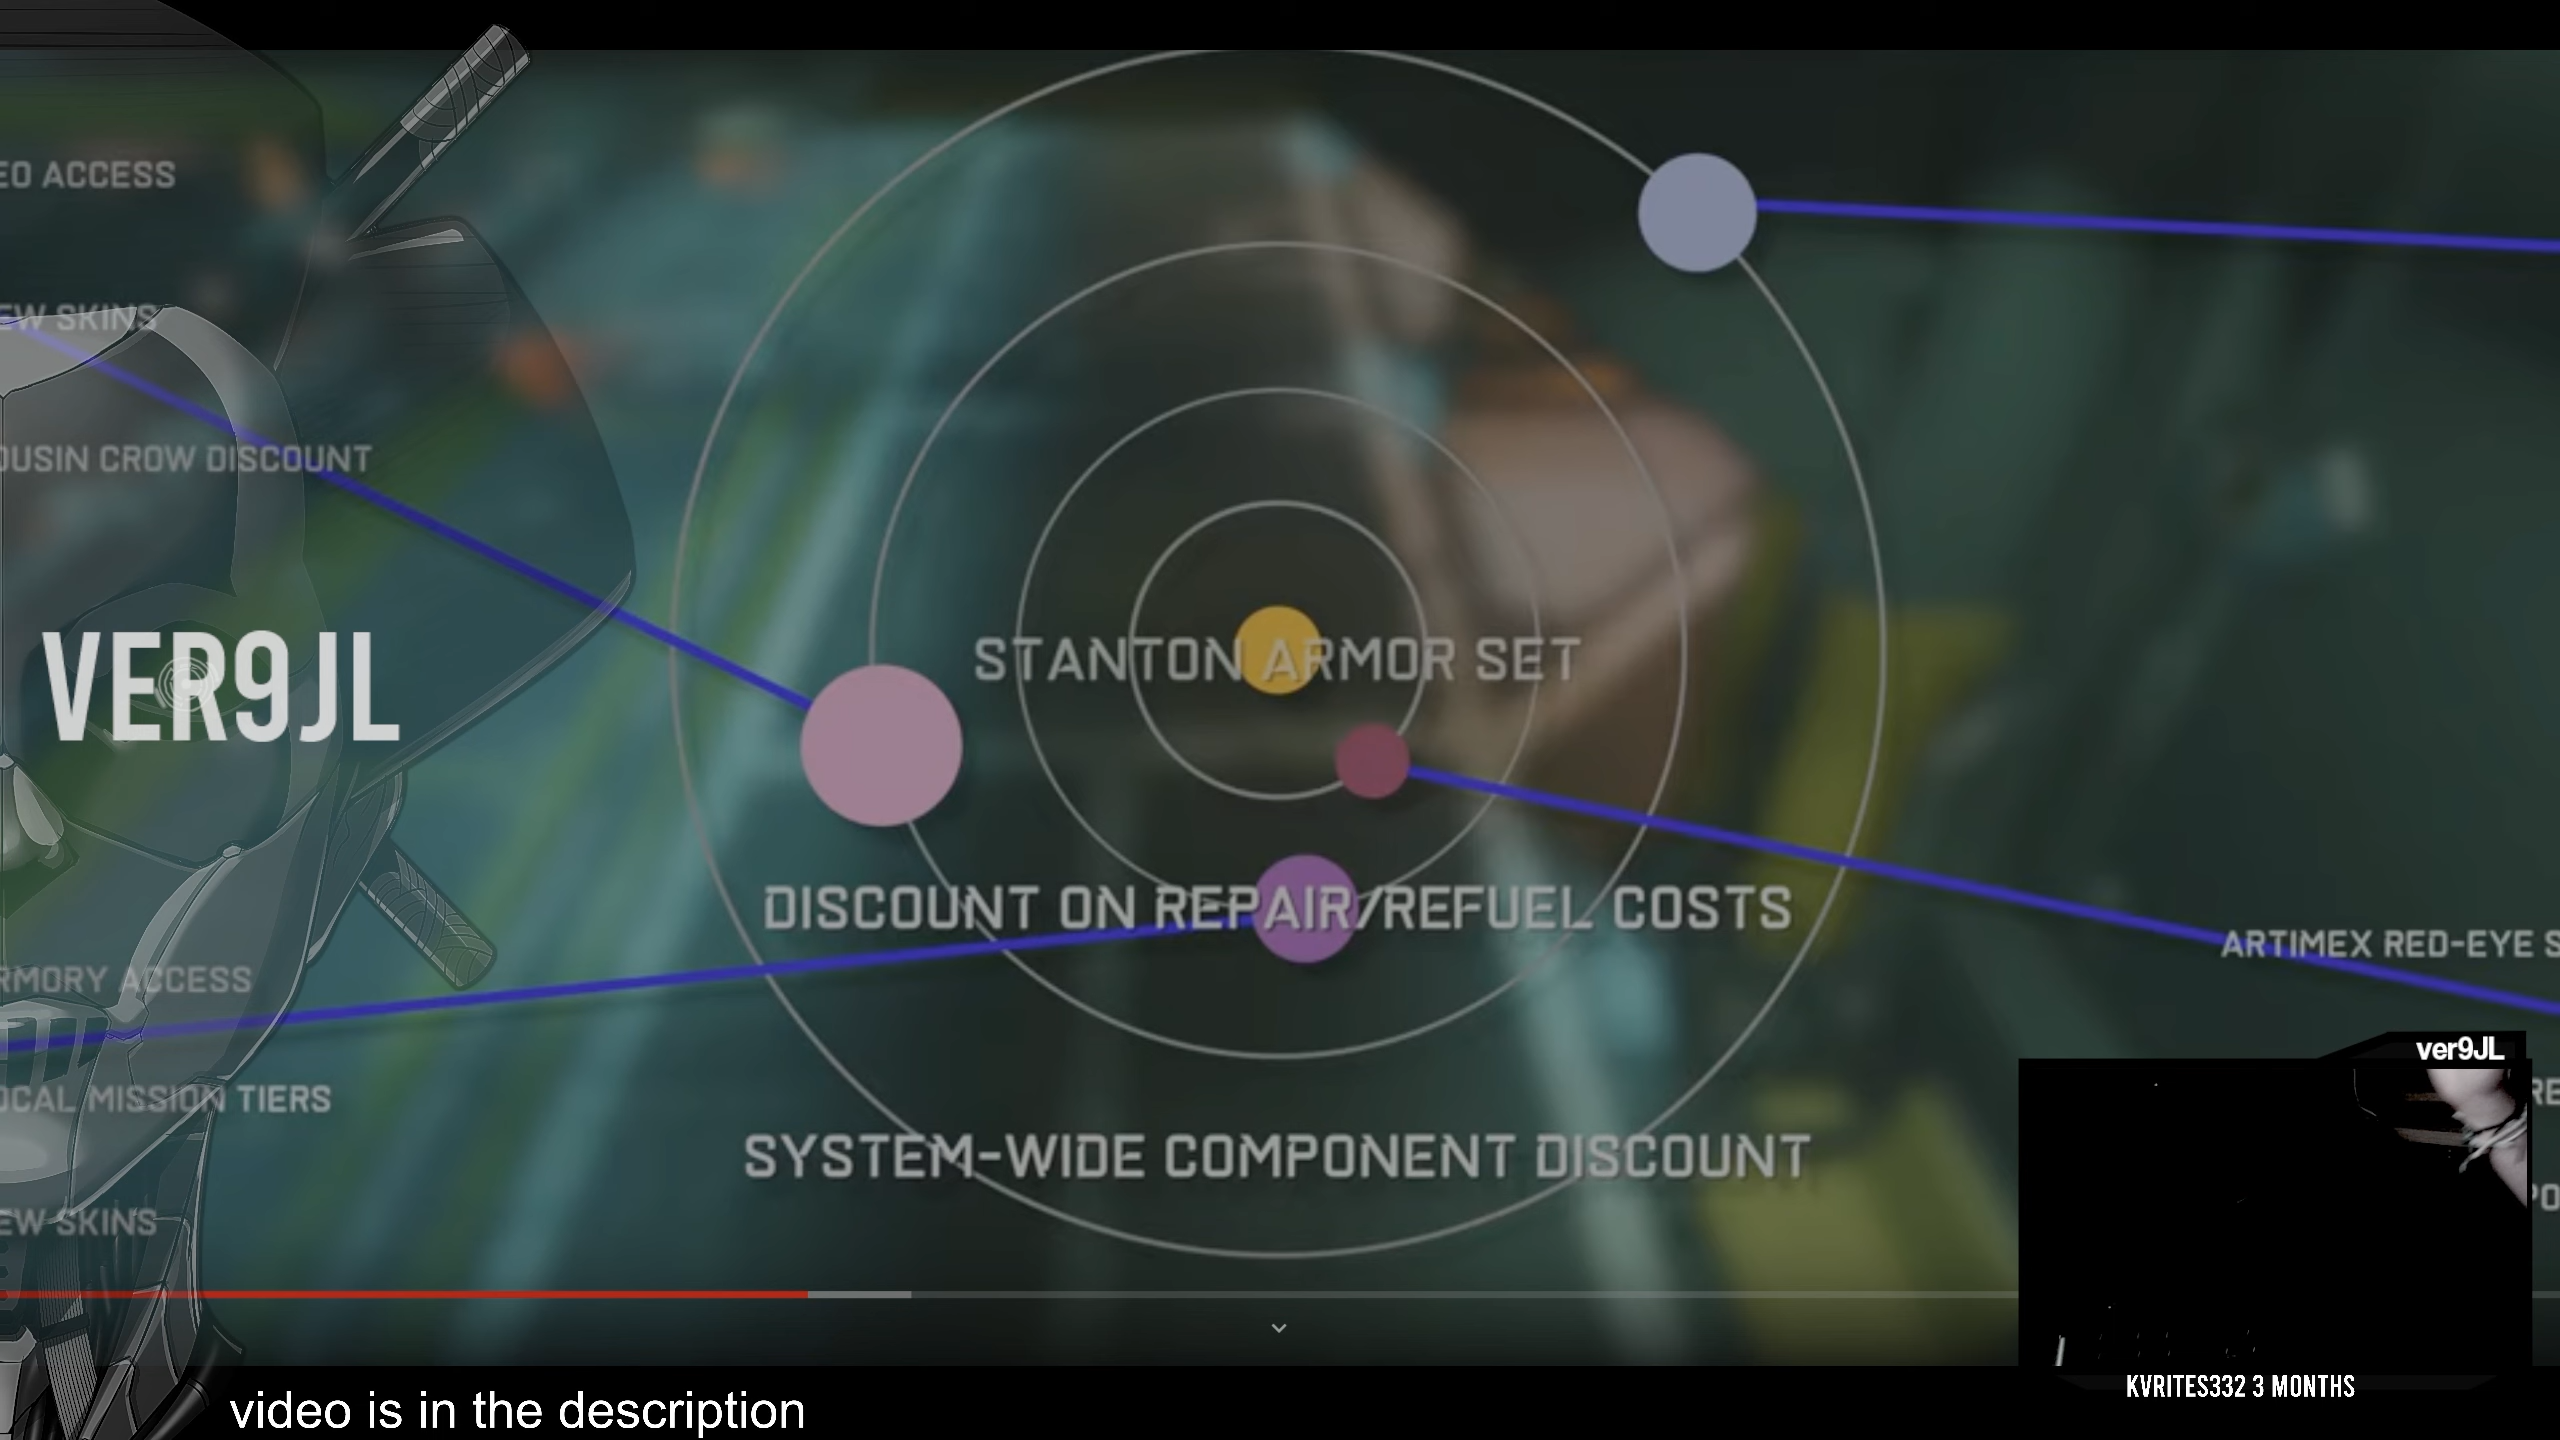 EO ACCESS
EW SKINS
OUSIN CROW DISCOUNT
VER9JL
STANTON ARMOR SET
DISCOUNT ON REPAIR/REFUEL COSTS
ARTIMEX RED-EYE S
RMORY ACCESS
OCAL MISSION TIERS
SYSTEM-WIDE COMPONENT DISCOUNT
EW SKINS
ver9JL
RE
PO
KVRITES332 3 MONTHS
video is in the description